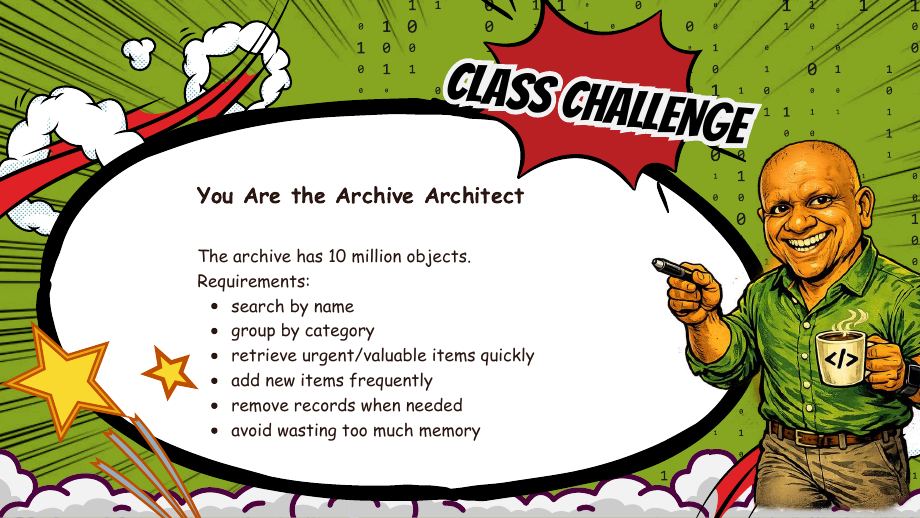 CLASS CHALLENGE
You Are the Archive Architect
The archive has 10 million objects.
Requirements:
• search by name
• group by category
• retrieve urgent/valuable items quickly
• add new items frequently
• remove records when needed
• avoid wasting too much memory
</>